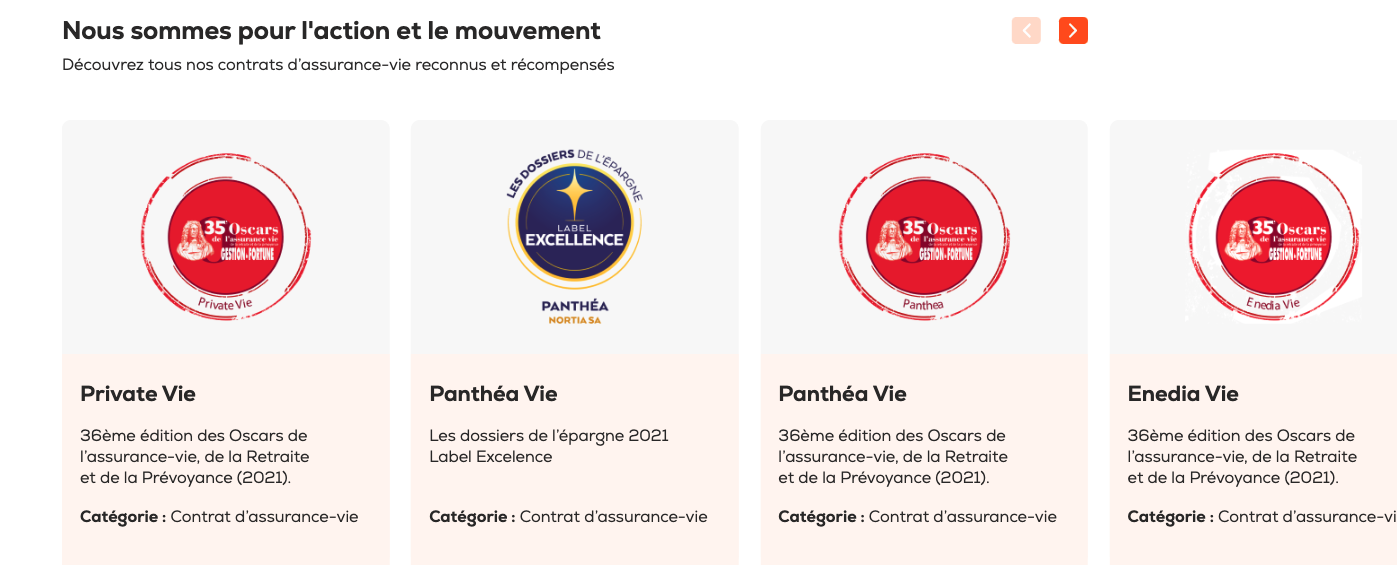 Nous sommes pour l'action et le mouvement
Découvrez tous nos contrats d’assurance-vie reconnus et récompensés
35 Oscars
de l'assurance vie
GESTION DE FORTUNE
Private Vie
LES DOSSIERS DE L'ÉPARGNE
LABEL
EXCELLENCE
PANTHÉA
NORTIA SA
35 Oscars
de l'assurance vie
GESTION DE FORTUNE
Panthea
35 Oscars
de l'assurance vie
GESTION DE FORTUNE
Enedia Vie
Private Vie
36ème édition des Oscars de
l’assurance-vie, de la Retraite
et de la Prévoyance (2021).
Catégorie : Contrat d’assurance-vie
Panthéa Vie
Les dossiers de l’épargne 2021
Label Excelence
Catégorie : Contrat d’assurance-vie
Panthéa Vie
36ème édition des Oscars de
l’assurance-vie, de la Retraite
et de la Prévoyance (2021).
Catégorie : Contrat d’assurance-vie
Enedia Vie
36ème édition des Oscars de
l’assurance-vie, de la Retraite
et de la Prévoyance (2021).
Catégorie : Contrat d’assurance-vi